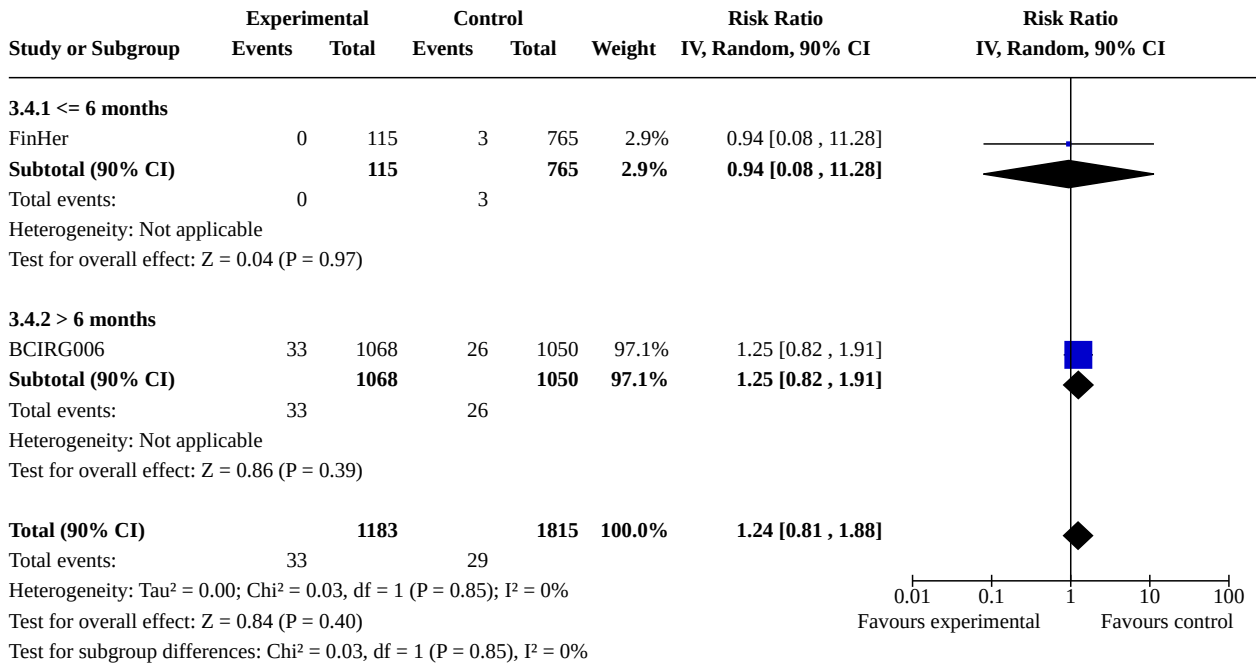 Experimental Control Risk Ratio Risk Ratio
Study or Subgroup Events Total Events Total Weight IV, Random, 90% CI IV, Random, 90% CI
3.4.1 <= 6 months
FinHer 0 115 3 765 2.9% 0.94 [0.08 , 11.28]
Subtotal (90% CI) 115 765 2.9% 0.94 [0.08 , 11.28]
Total events: 0 3
Heterogeneity: Not applicable
Test for overall effect: Z = 0.04 (P = 0.97)
3.4.2 > 6 months
BCIRG006 33 1068 26 1050 97.1% 1.25 [0.82 , 1.91]
Subtotal (90% CI) 1068 1050 97.1% 1.25 [0.82 , 1.91]
Total events: 33 26
Heterogeneity: Not applicable
Test for overall effect: Z = 0.86 (P = 0.39)
Total (90% CI) 1183 1815 100.0% 1.24 [0.81 , 1.88]
Total events: 33 29
Heterogeneity: Tau² = 0.00; Chi² = 0.03, df = 1 (P = 0.85); I² = 0%
0.01 0.1 1 10 100
Test for overall effect: Z = 0.84 (P = 0.40)
Favours experimental Favours control
Test for subgroup differences: Chi² = 0.03, df = 1 (P = 0.85), I² = 0%